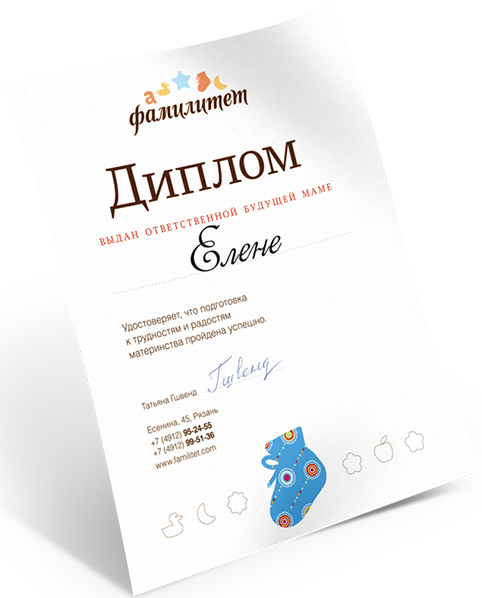 а
фамилитет
Диплом
ВЫДАН ОТВЕТСТВЕННОЙ БУДУЩЕЙ МАМЕ
Елене
Удостоверяет, что подготовка
к трудностям и радостям
материнства пройдена успешно.
Татьяна Гшвенд Гшвенд
Есенина, 45, Рязань
+7 (4912) 95-24-55
+7 (4912) 99-51-36
www.familitet.com